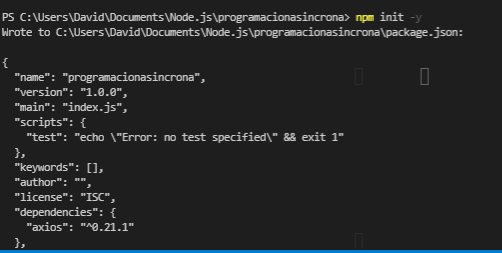 PS C:\Users\David\Documents\Node.js\programacionasincrona> npm init -y
Wrote to C:\Users\David\Documents\Node.js\programacionasincrona\package.json:
{
"name": "programacionasincrona",
"version": "1.0.0",
"main": "index.js",
"scripts": {
"test": "echo \"Error: no test specified\" && exit 1"
},
"keywords": [],
"author": "",
"license": "ISC",
"dependencies": {
"axios": "^0.21.1"
},